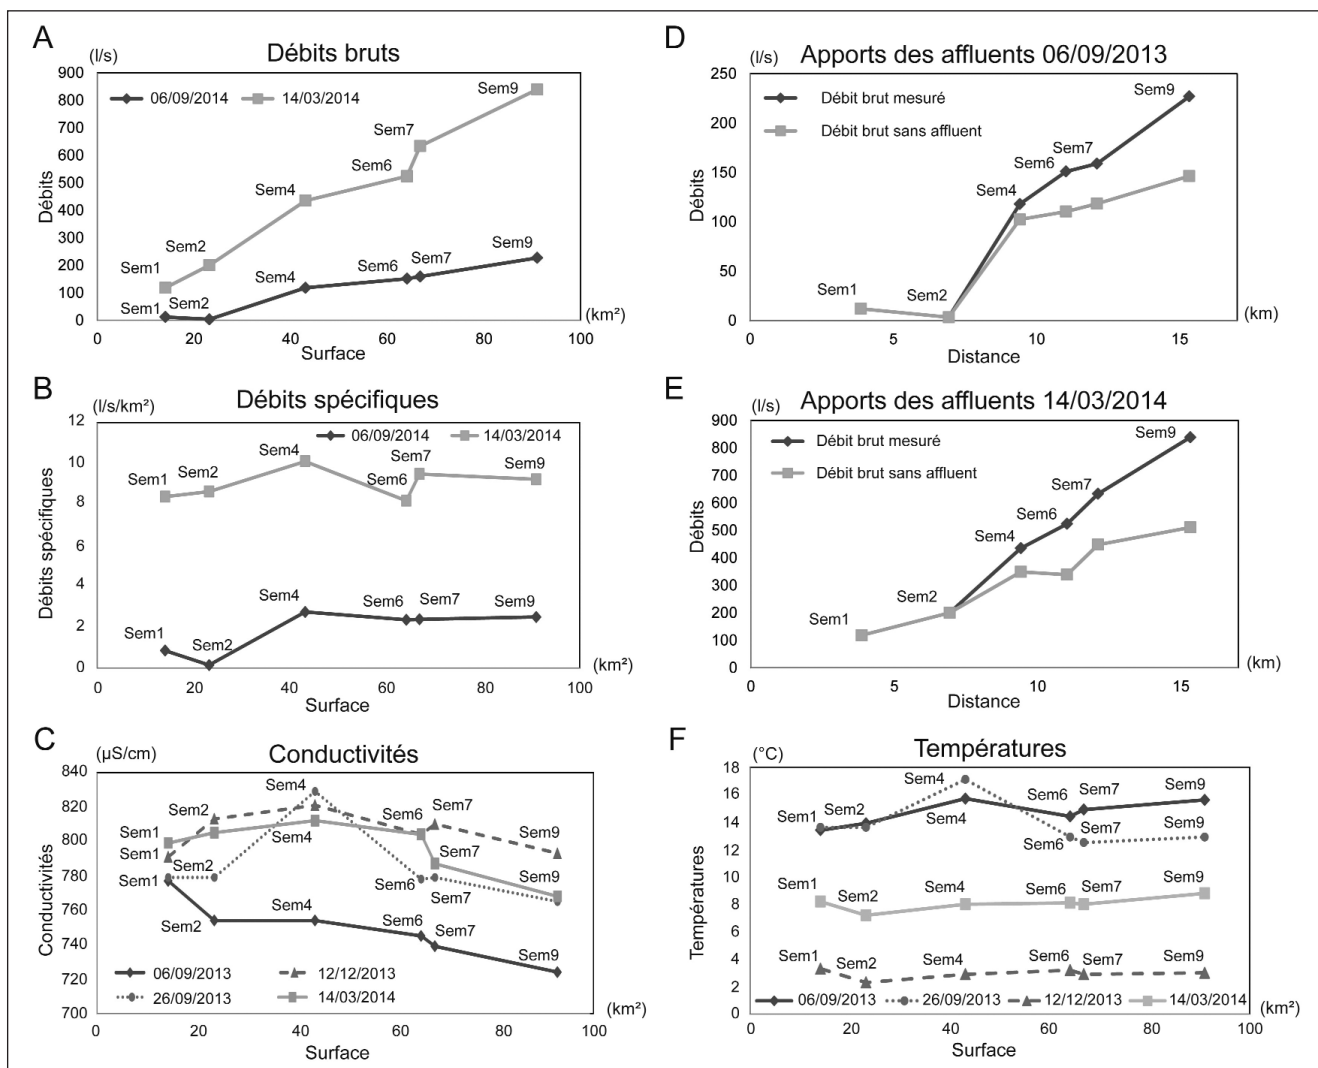 A
Débits bruts
(l/s)
900
800
700
600
500
400
300
200
100
0
Débits
06/09/2014
14/03/2014
Sem1
Sem2
Sem4
Sem6
Sem7
Sem9
Sem1
Sem2
Sem4
Sem6
Sem7
Sem9
0
20
40
60
80
100
(km²)
Surface
D
Apports des affluents 06/09/2013
(l/s)
250
200
150
100
50
0
Débits
Débit brut mesuré
Débit brut sans affluent
Sem1
Sem2
Sem4
Sem6
Sem7
Sem9
0
5
10
15
(km)
Distance
B
Débits spécifiques
(l/s/km²)
12
10
8
6
4
2
0
Débits spécifiques
06/09/2014
14/03/2014
Sem1
Sem2
Sem4
Sem6
Sem7
Sem9
Sem1
Sem2
Sem4
Sem6
Sem7
Sem9
0
20
40
60
80
100
(km²)
Surface
E
Apports des affluents 14/03/2014
(l/s)
900
800
700
600
500
400
300
200
100
0
Débits
Débit brut mesuré
Débit brut sans affluent
Sem1
Sem2
Sem4
Sem6
Sem7
Sem9
0
5
10
15
(km)
Distance
C
Conductivités
(µS/cm)
840
820
800
780
760
740
720
700
Conductivités
Sem1
Sem2
Sem4
Sem6
Sem7
Sem9
Sem1
Sem2
Sem4
Sem6
Sem7
Sem9
Sem1
Sem2
Sem4
Sem6
Sem7
Sem9
06/09/2013
12/12/2013
26/09/2013
14/03/2014
0
20
40
60
80
100
(km²)
Surface
F
Températures
(°C)
18
16
14
12
10
8
6
4
2
0
Températures
Sem1
Sem2
Sem4
Sem4
Sem6
Sem7
Sem9
Sem6
Sem7
Sem9
Sem1
Sem2
Sem4
Sem6
Sem7
Sem9
Sem1
Sem2
Sem4
Sem6
Sem7
Sem9
06/09/2013
26/09/2013
12/12/2013
14/03/2014
0
20
40
60
80
100
(km²)
Surface